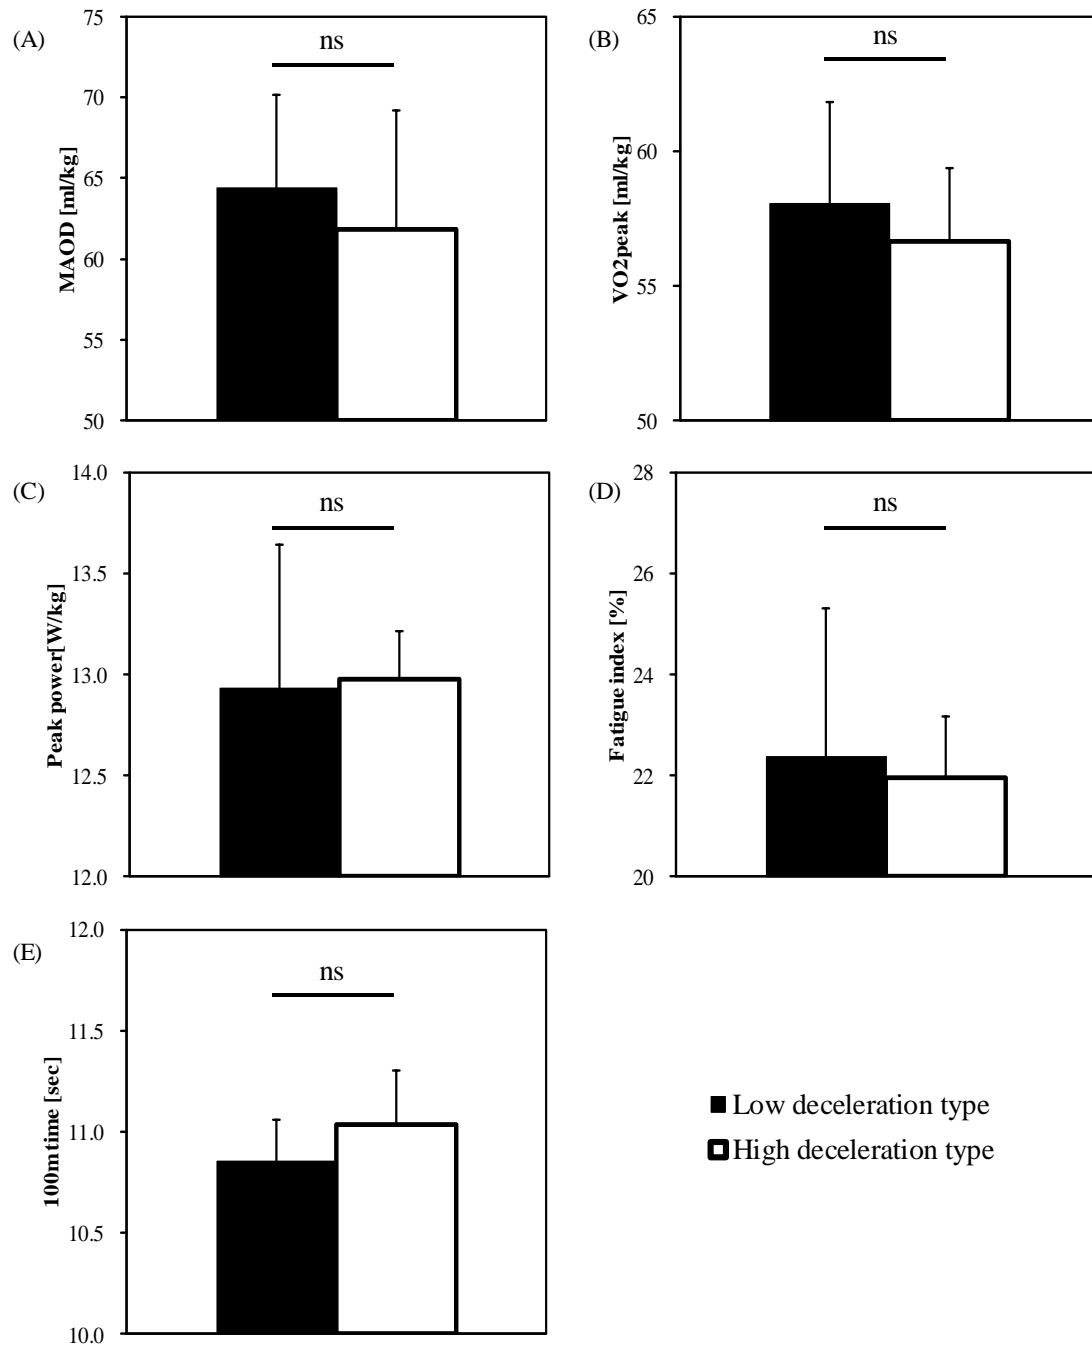 (A)
75
70
65
60
55
50
MAOD [ml/kg]
ns
(B)
65
60
55
50
VO2peak [ml/kg]
ns
(C)
14.0
13.5
13.0
12.5
12.0
Peak power[W/kg]
ns
(D)
28
26
24
22
20
Fatigue index [%]
ns
(E)
12.0
11.5
11.0
10.5
10.0
100m time [sec]
ns
Low deceleration type
High deceleration type